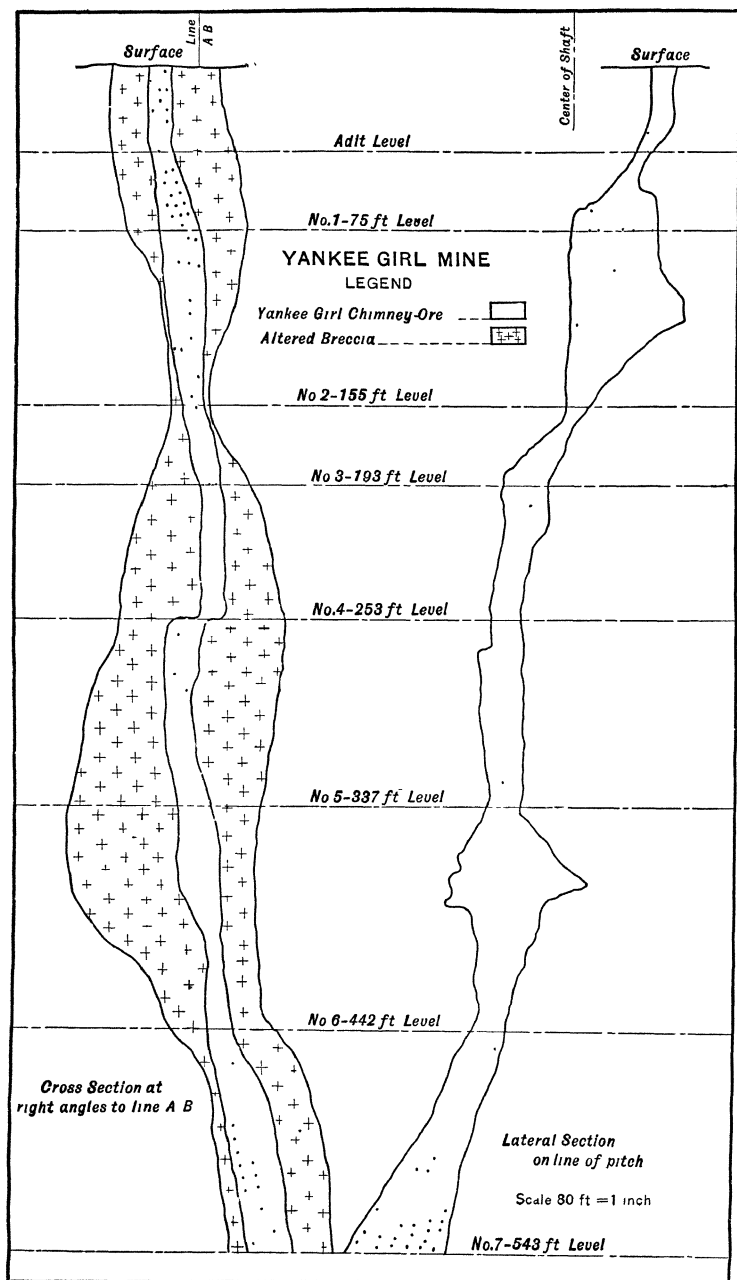 Surface
Line
A B
Center of Shaft
Surface
Adit Level
No.1-75 ft Level
YANKEE GIRL MINE
LEGEND
Yankee Girl Chimney-Ore
Altered Breccia
No 2-155 ft Level
No 3-193 ft Level
No.4-253 ft Level
No 5-337 ft Level
No 6-442 ft Level
Cross Section at
right angles to line A B
Lateral Section
on line of pitch
Scale 80 ft = 1 inch
No.7-543 ft Level